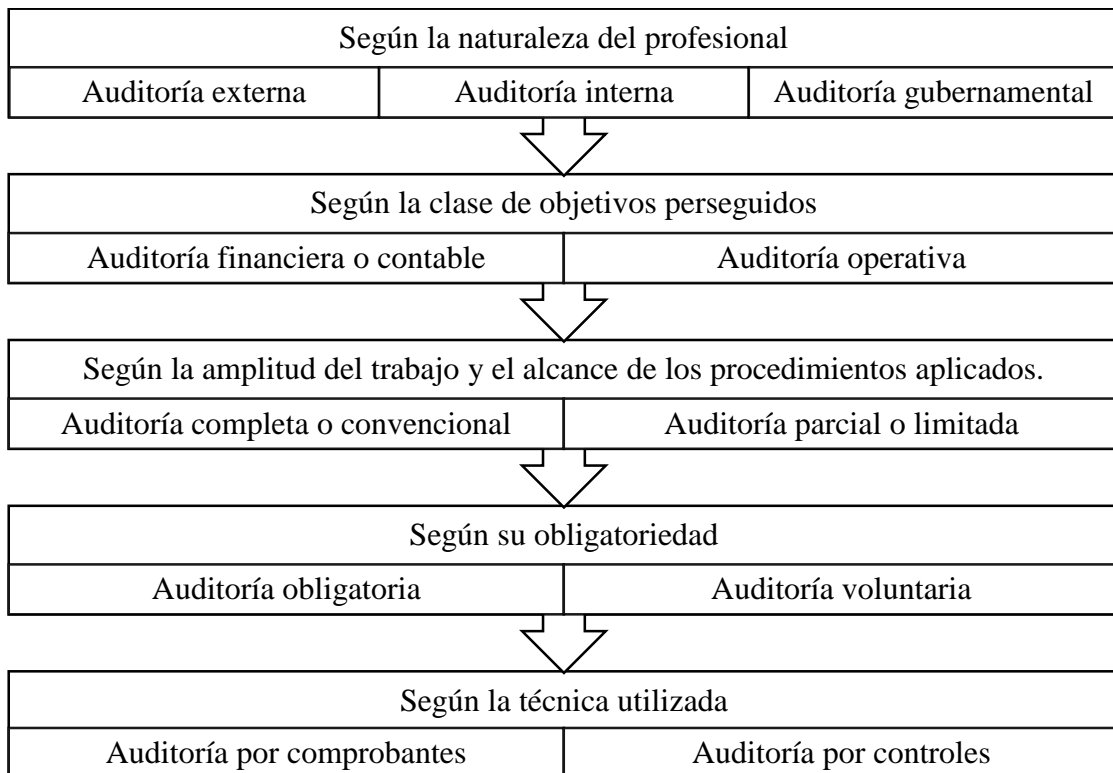 Según la naturaleza del profesional
Auditoría externa
Auditoría interna
Auditoría gubernamental
Según la clase de objetivos perseguidos
Auditoría financiera o contable
Auditoría operativa
Según la amplitud del trabajo y el alcance de los procedimientos aplicados.
Auditoría completa o convencional
Auditoría parcial o limitada
Según su obligatoriedad
Auditoría obligatoria
Auditoría voluntaria
Según la técnica utilizada
Auditoría por comprobantes
Auditoría por controles